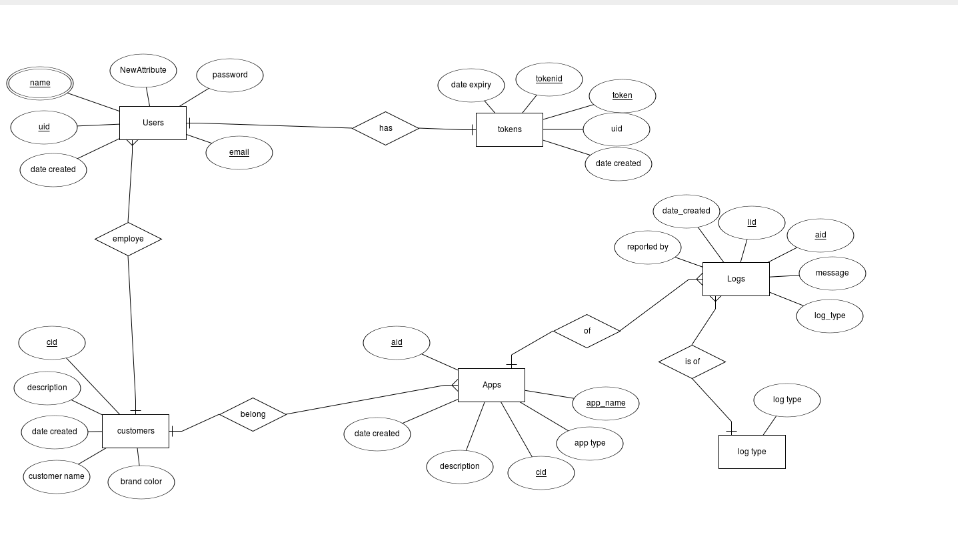 name
NewAttribute
password
Users
uid
date created
email
has
date expiry
tokenid
token
tokens
uid
date created
employe
date_created
lid
aid
reported by
Logs
message
log_type
of
is of
cid
description
date created
customer name
customers
brand color
belong
aid
Apps
date created
description
cid
app type
app_name
log type
log type